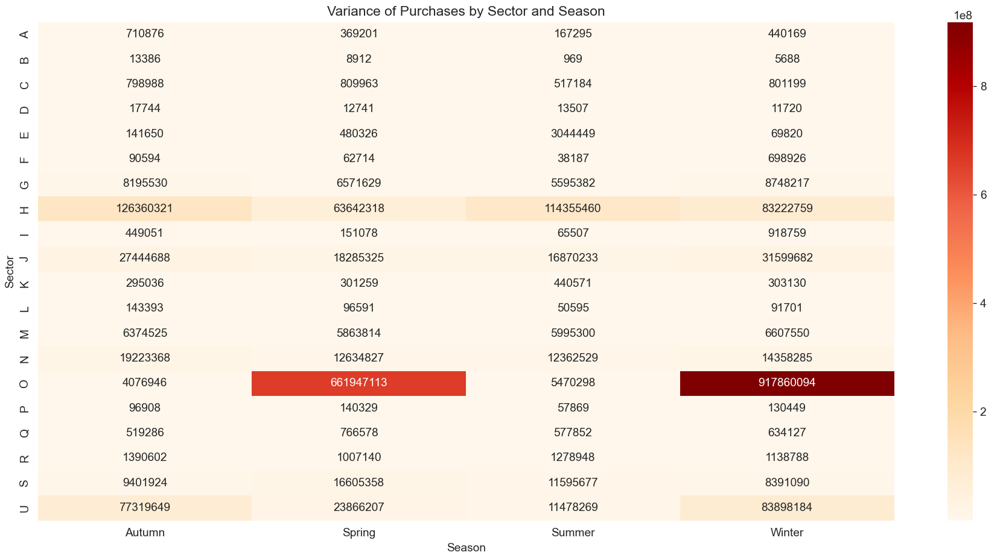 Variance of Purchases by Sector and Season
1e8
A 710876 369201 167295 440169
B 13386 8912 969 5688
C 798988 809963 517184 801199
D 17744 12741 13507 11720
E 141650 480326 3044449 69820
F 90594 62714 38187 698926
G 8195530 6571629 5595382 8748217
H 126360321 63642318 114355460 83222759
I 449051 151078 65507 918759
J 27444688 18285325 16870233 31599682
K 295036 301259 440571 303130
L 143393 96591 50595 91701
M 6374525 5863814 5995300 6607550
N 19223368 12634827 12362529 14358285
O 4076946 661947113 5470298 917860094
P 96908 140329 57869 130449
Q 519286 766578 577852 634127
R 1390602 1007140 1278948 1138788
S 9401924 16605358 11595677 8391090
U 77319649 23866207 11478269 83898184
Autumn Spring Summer Winter
Season
Sector
8
6
4
2